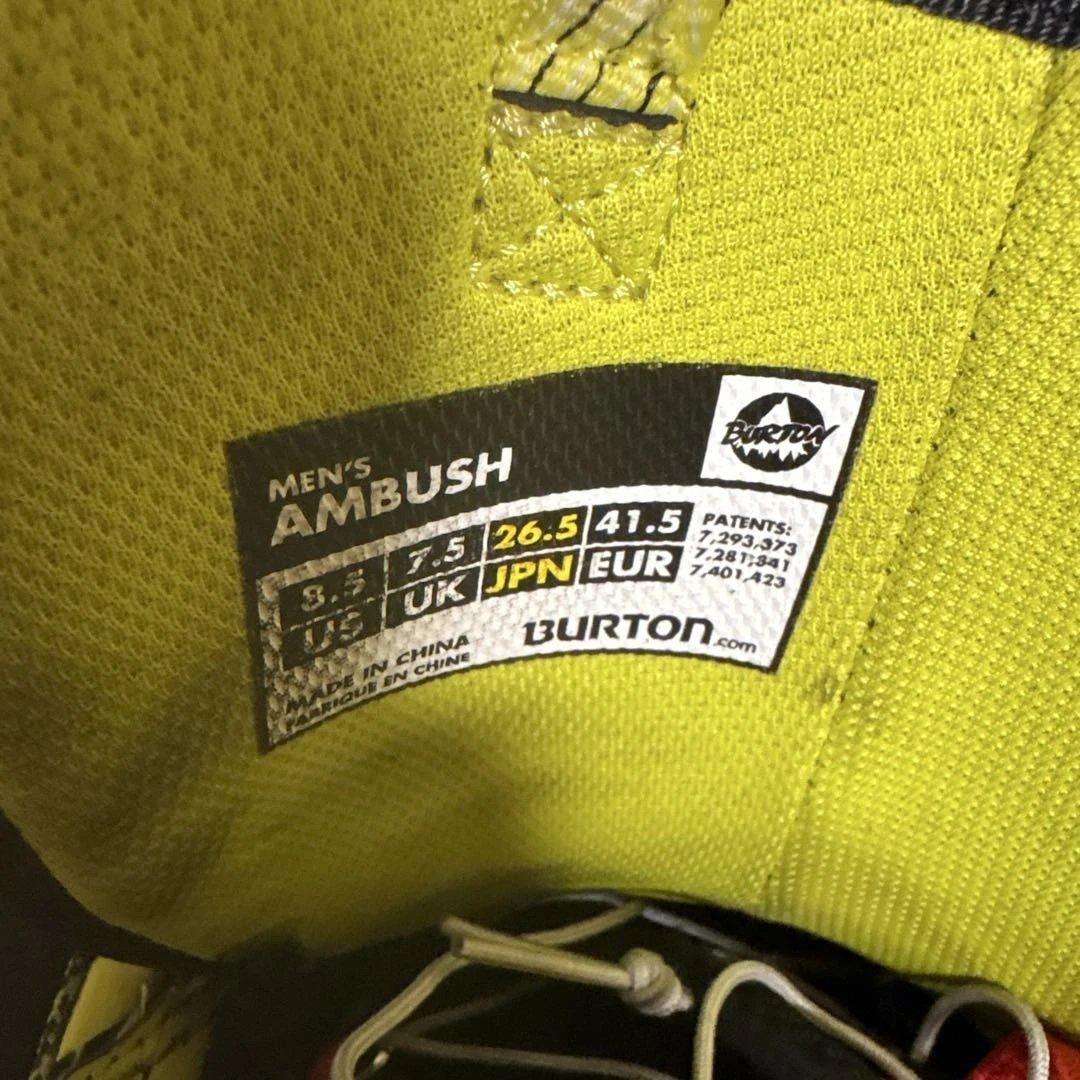 MEN'S
AMBUSH
BURTON
8.5 7.5 26.5 41.5
US UK JPN EUR
PATENTS:
7,293,373
7,281,341
7,401,423
MADE IN CHINA
FABRIQUE EN CHINE
BURTON.com